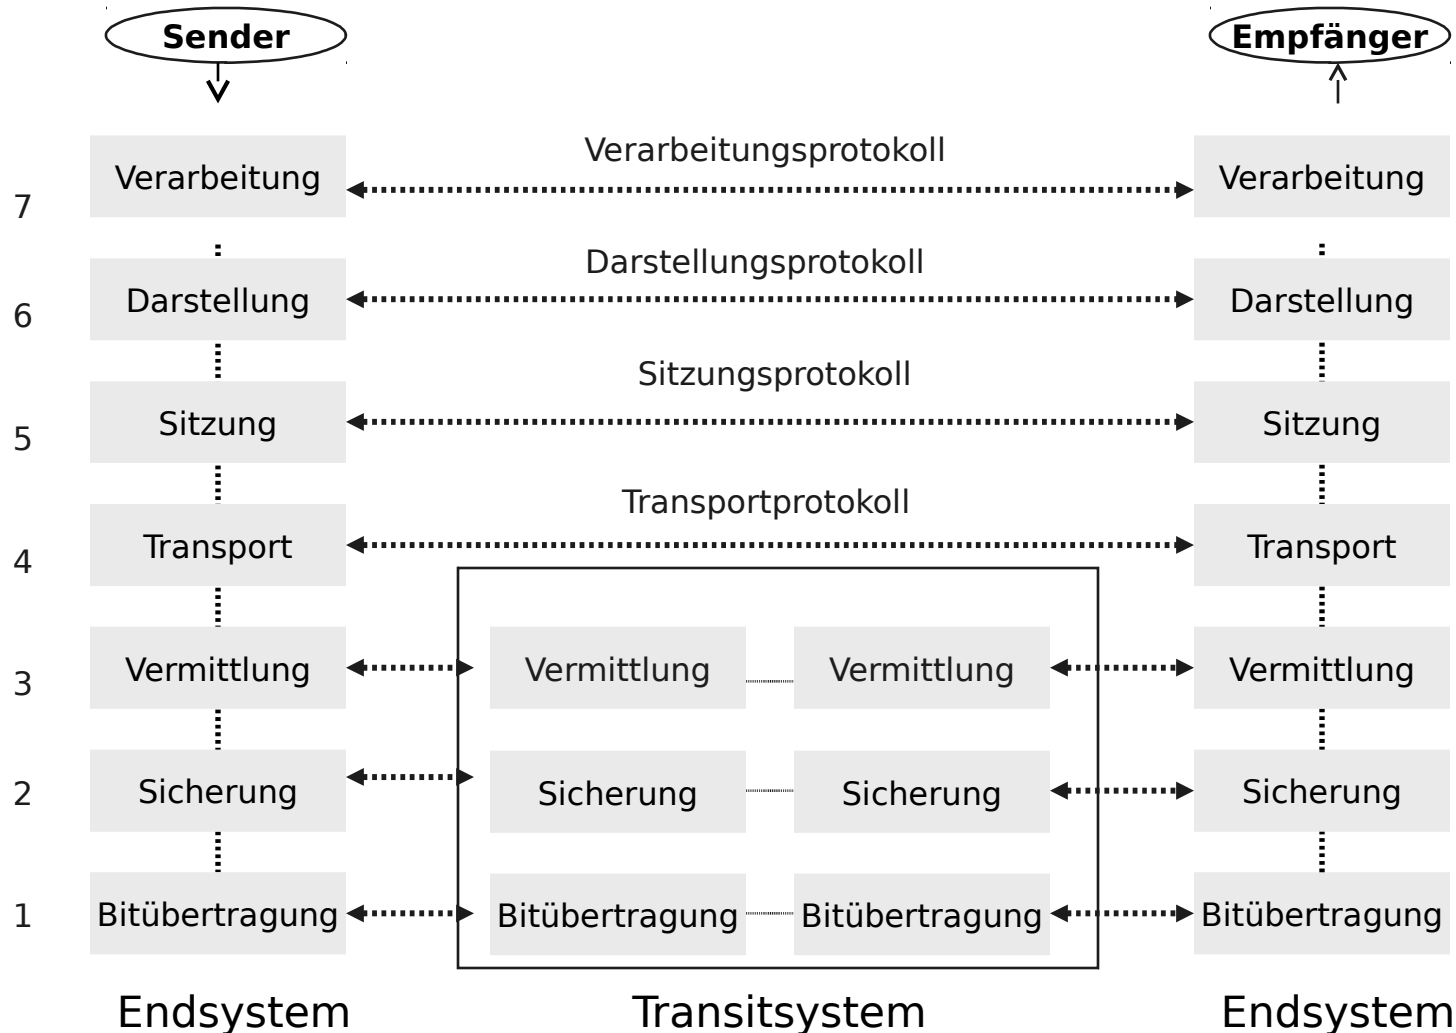 Sender
Empfänger
Verarbeitung
Verarbeitungsprotokoll
Verarbeitung
7
Darstellung
Darstellungsprotokoll
Darstellung
6
Sitzung
Sitzungsprotokoll
Sitzung
5
Transport
Transportprotokoll
Transport
4
Vermittlung
Vermittlung
Vermittlung
Vermittlung
3
Sicherung
Sicherung
Sicherung
Sicherung
2
Bitübertragung
Bitübertragung
Bitübertragung
Bitübertragung
1
Endsystem
Transitsystem
Endsystem